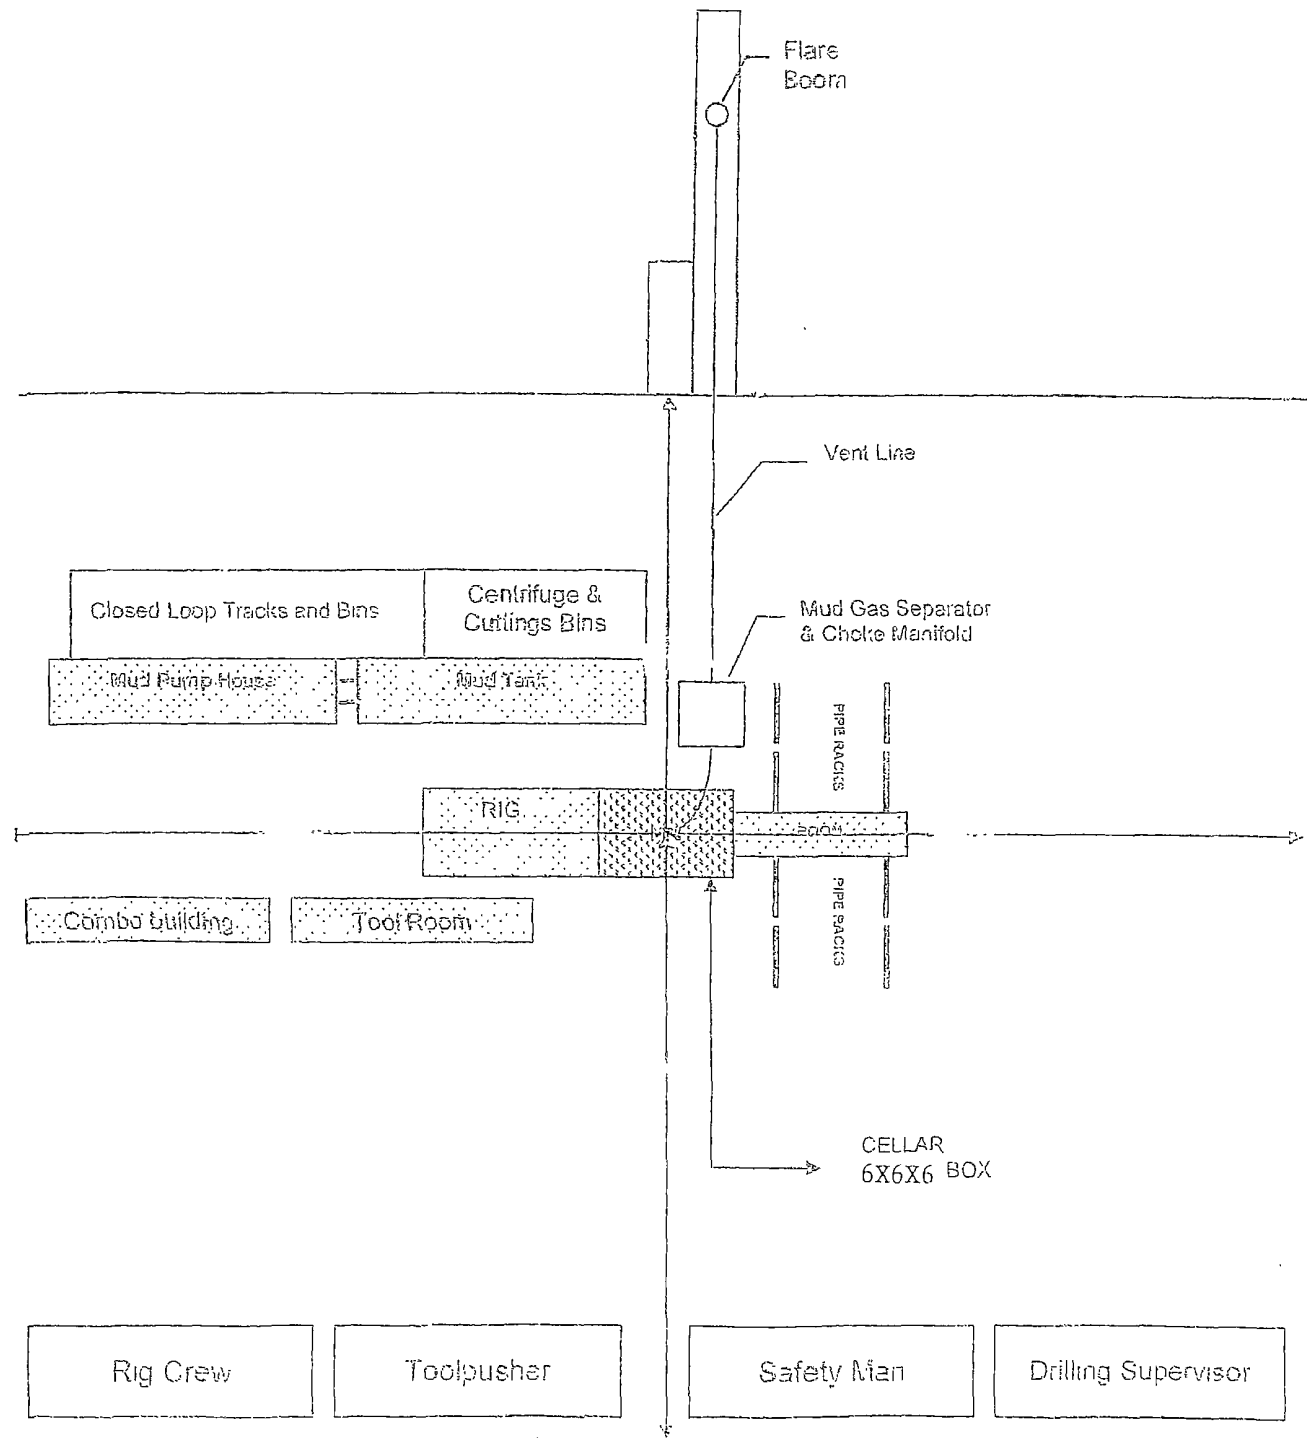 Flare
Boom
Vent Line
Closed Loop Tracks and Bins
Centrifuge &
Cuttings Bins
Mud Gas Separator
& Choke Manifold
Mud Pump House
Mud Tank
PIPE RACKS
RIG
Combo building
Tool Room
PIPE RACKS
CELLAR
6X6X6 BOX
Rig Crew
Toolpusher
Safety Man
Drilling Supervisor